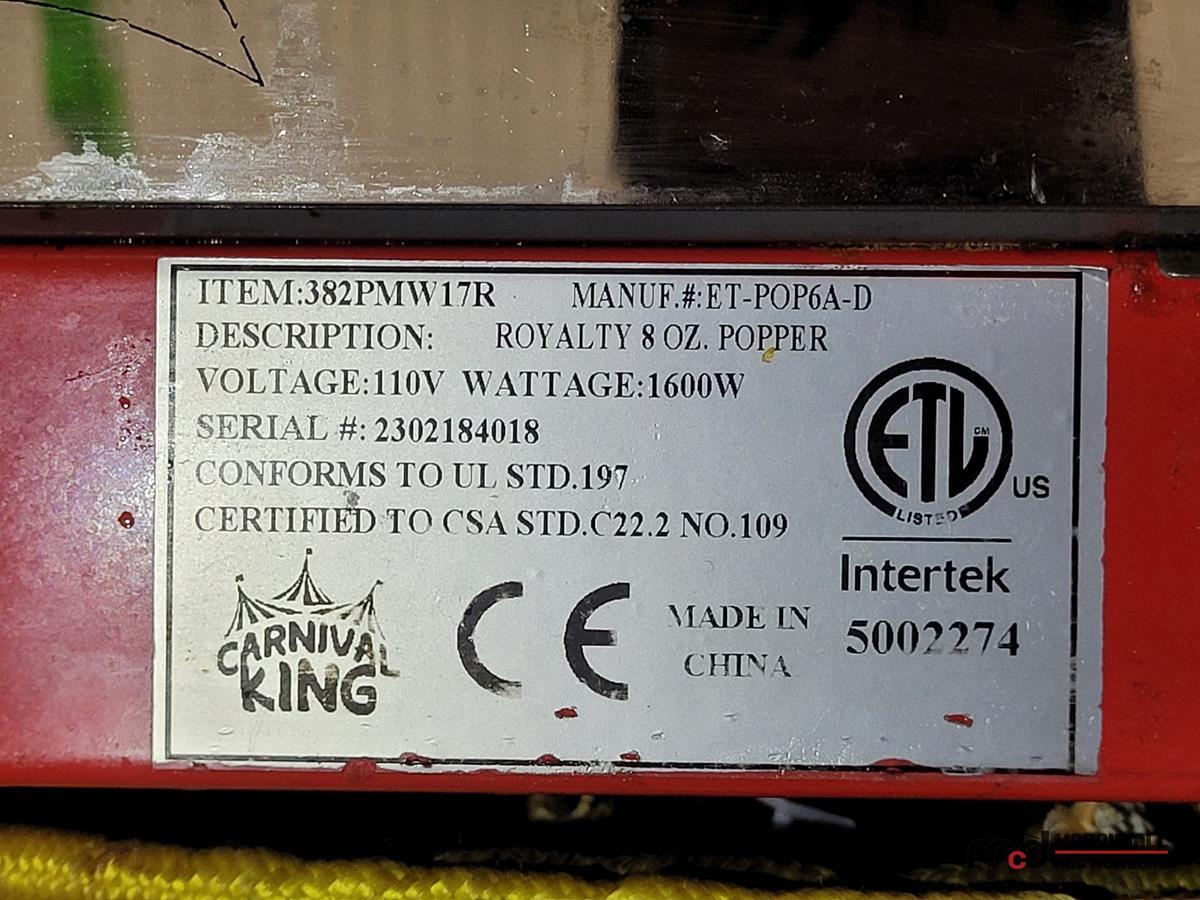 ITEM:382PMW17R MANUF.#:ET-POP6A-D
DESCRIPTION: ROYALTY 8 OZ. POPPER
VOLTAGE:110V WATTAGE:1600W
SERIAL #: 2302184018
CONFORMS TO UL STD.197
CERTIFIED TO CSA STD.C22.2 NO.109
ETL CM
LISTED
US
Intertek
5002274
CARNIVAL
KING
CE
MADE IN
CHINA
mcd